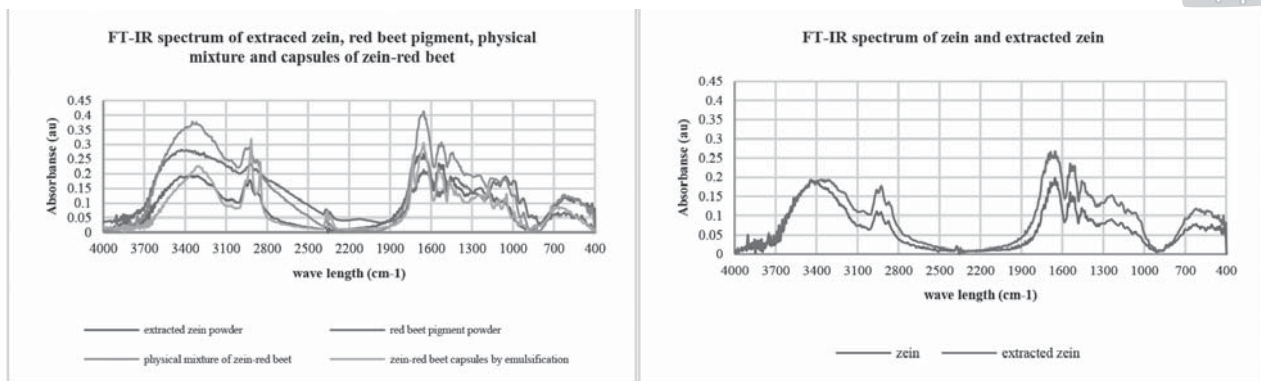 FT-IR spectrum of extraced zein, red beet pigment, physical
mixture and capsules of zein-red beet
0.45
0.4
0.35
0.3
0.25
0.2
0.15
0.1
0.05
0
Absorbanse (au)
4000 3700 3400 3100 2800 2500 2200 1900 1600 1300 1000 700 400
wave length (cm-1)
extracted zein powder
red beet pigment powder
physical mixture of zein-red beet
zein-red beet capsules by emulsification
FT-IR spectrum of zein and extracted zein
0.45
0.4
0.35
0.3
0.25
0.2
0.15
0.1
0.05
0
Absorbanse (au)
4000 3700 3400 3100 2800 2500 2200 1900 1600 1300 1000 700 400
wave length (cm-1)
zein
extracted zein